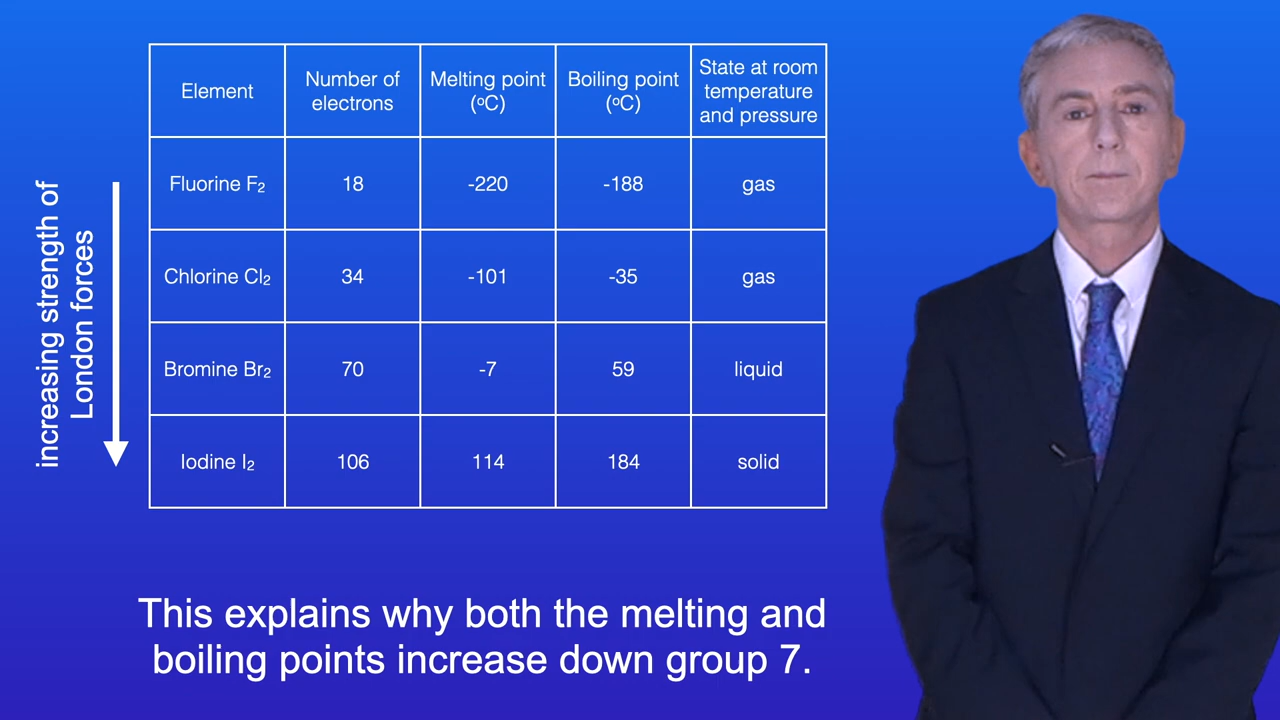 Element
Number of
electrons
Melting point
(ºC)
Boiling point
(ºC)
State at room
temperature
and pressure
Fluorine F₂
18
-220
-188
gas
Chlorine Cl₂
34
-101
-35
gas
Bromine Br₂
70
-7
59
liquid
Iodine I₂
106
114
184
solid
increasing strength of
London forces
This explains why both the melting and
boiling points increase down group 7.